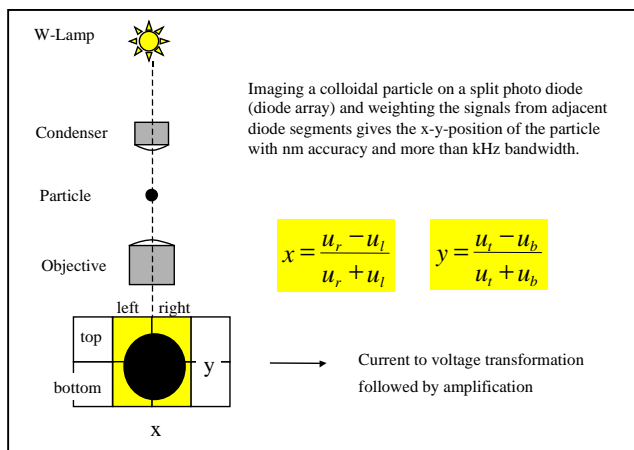 W-Lamp
Imaging a colloidal particle on a split photo diode
(diode array) and weighting the signals from adjacent
diode segments gives the x-y-position of the particle
with nm accuracy and more than kHz bandwidth.
Condenser
Particle
Objective
x = (u_r − u_l) / (u_r + u_l)
y = (u_t − u_b) / (u_t + u_b)
left right
top
y
bottom
x
Current to voltage transformation
followed by amplification